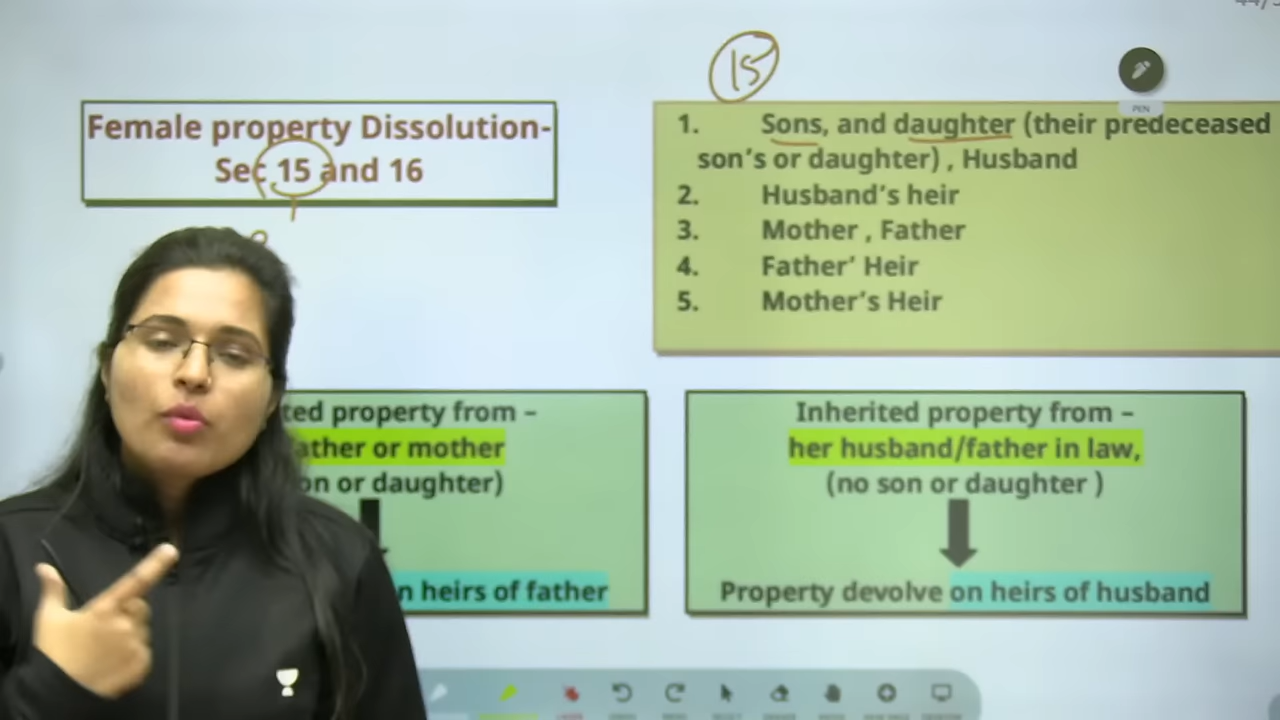 Female property Dissolution-
Sec 15 and 16
15
PEN
1. Sons, and daughter (their predeceased
son's or daughter) , Husband
2. Husband's heir
3. Mother , Father
4. Father' Heir
5. Mother's Heir
property from –
or mother
or daughter)
heirs of father
Inherited property from –
her husband/father in law,
(no son or daughter )
Property devolve on heirs of husband